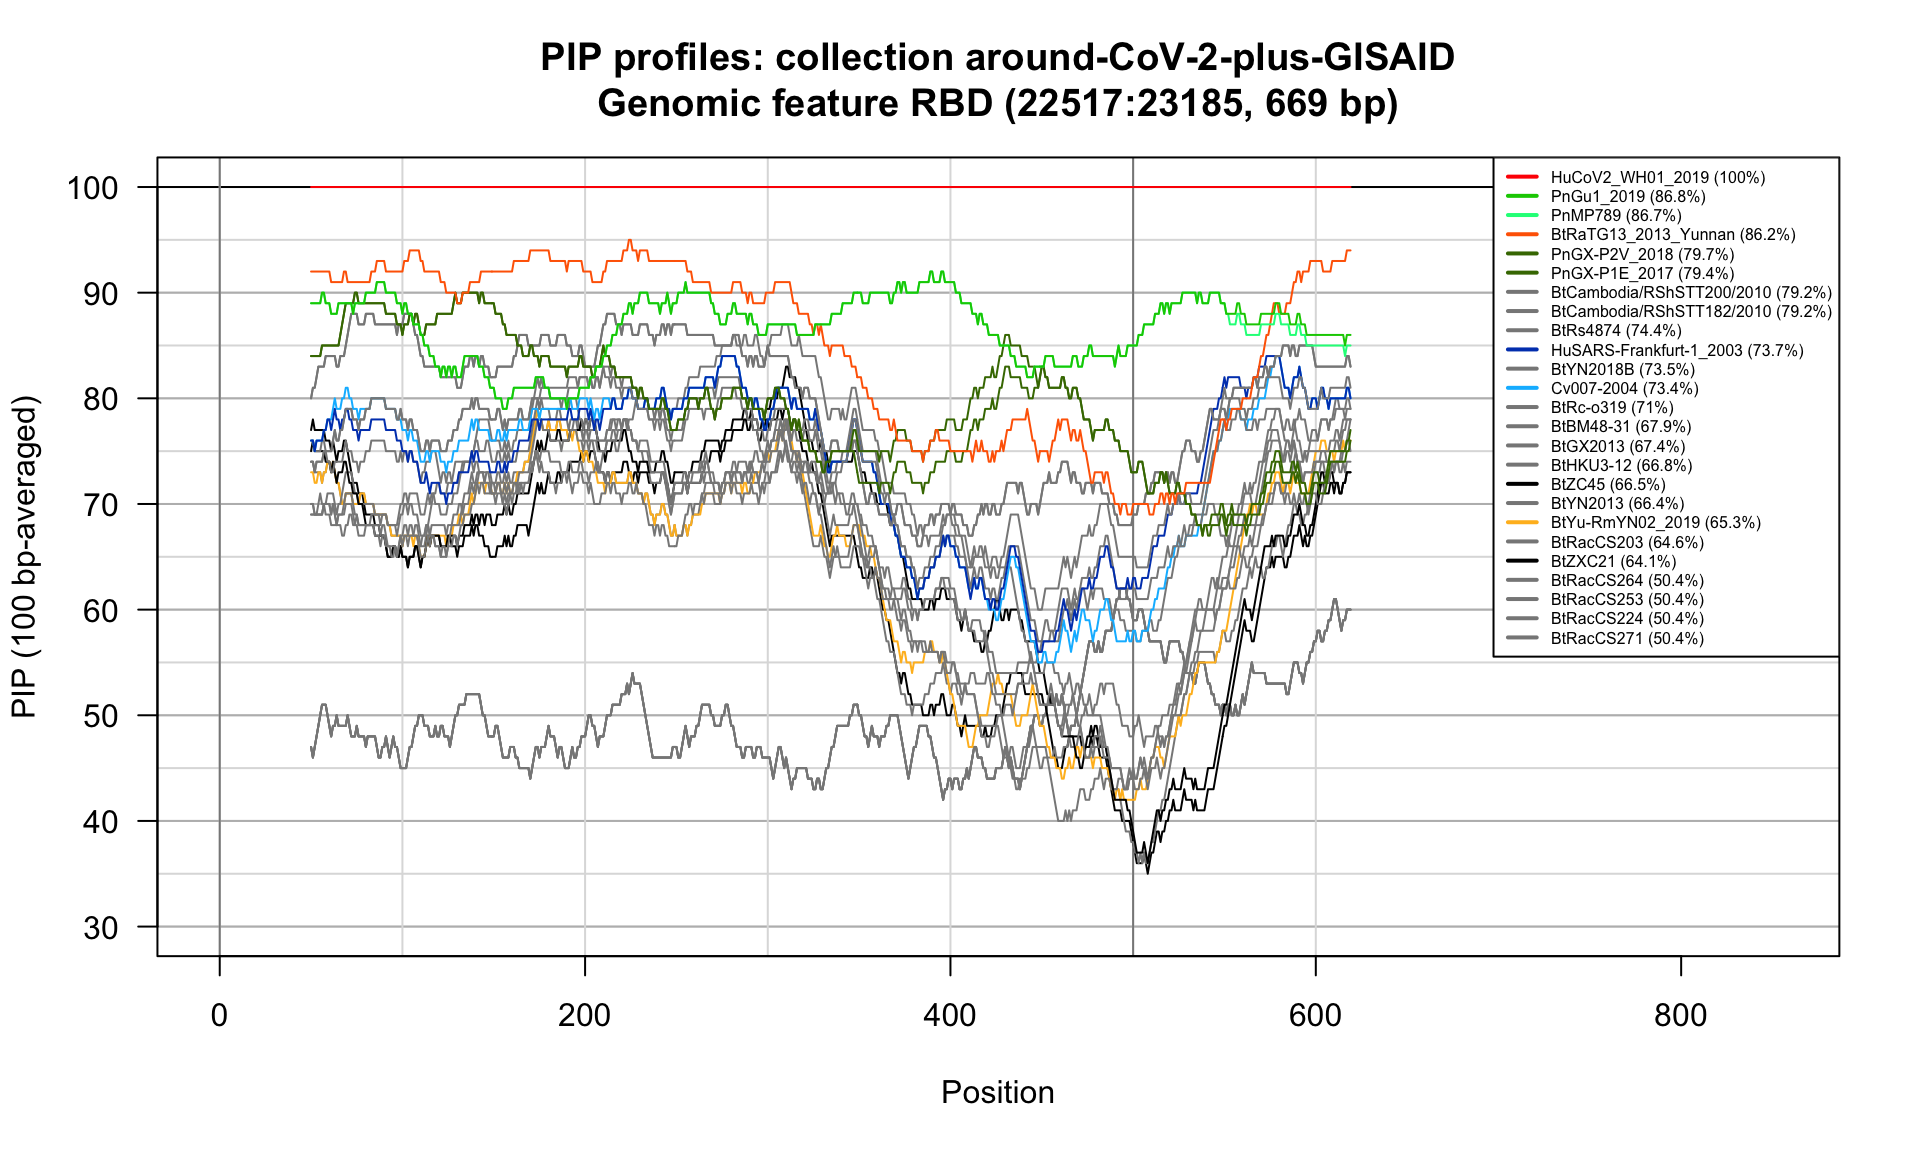 PIP profiles: collection around-CoV-2-plus-GISAID
Genomic feature RBD (22517:23185, 669 bp)
PIP (100 bp-averaged)
100
90
80
70
60
50
40
30
HuCoV2_WH01_2019 (100%)
PnGu1_2019 (86.8%)
PnMP789 (86.7%)
BtRaTG13_2013_Yunnan (86.2%)
PnGX-P2V_2018 (79.7%)
PnGX-P1E_2017 (79.4%)
BtCambodia/RShSTT200/2010 (79.2%)
BtCambodia/RShSTT182/2010 (79.2%)
BtRs4874 (74.4%)
HuSARS-Frankfurt-1_2003 (73.7%)
BtYN2018B (73.5%)
Cv007-2004 (73.4%)
BtRc-o319 (71%)
BtBM48-31 (67.9%)
BtGX2013 (67.4%)
BtHKU3-12 (66.8%)
BtZC45 (66.5%)
BtYN2013 (66.4%)
BtYu-RmYN02_2019 (65.3%)
BtRacCS203 (64.6%)
BtZXC21 (64.1%)
BtRacCS264 (50.4%)
BtRacCS253 (50.4%)
BtRacCS224 (50.4%)
BtRacCS271 (50.4%)
0
200
400
600
800
Position